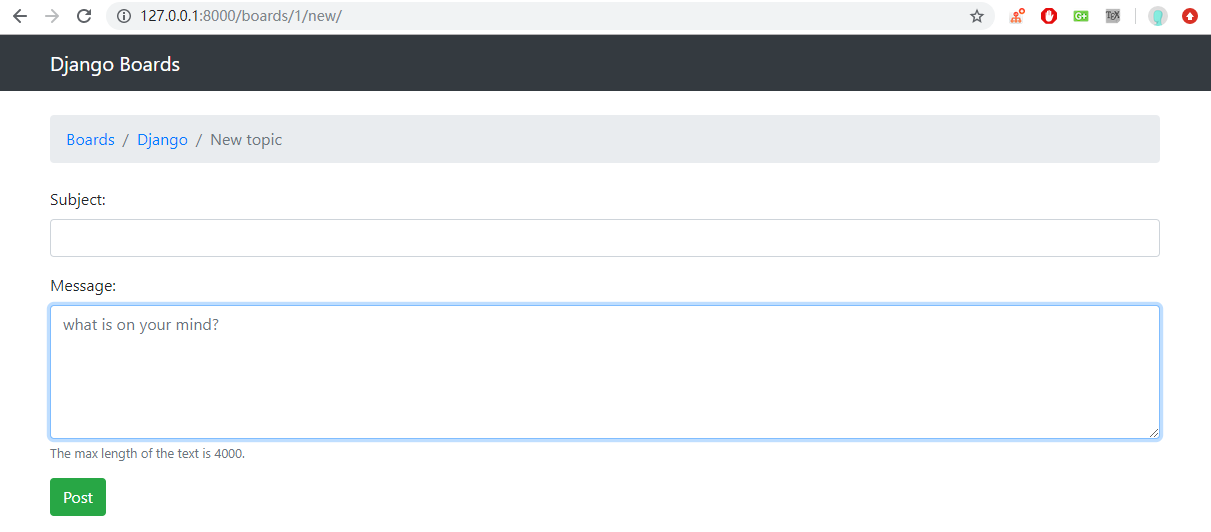 127.0.0.1:8000/boards/1/new/
G+
TEX
Django Boards
Boards / Django / New topic
Subject:
Message:
what is on your mind?
The max length of the text is 4000.
Post